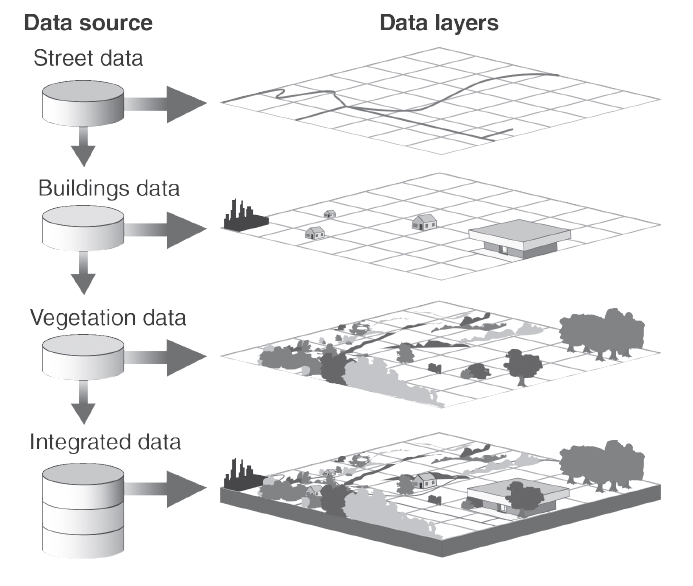 Data source
Data layers
Street data
Buildings data
Vegetation data
Integrated data